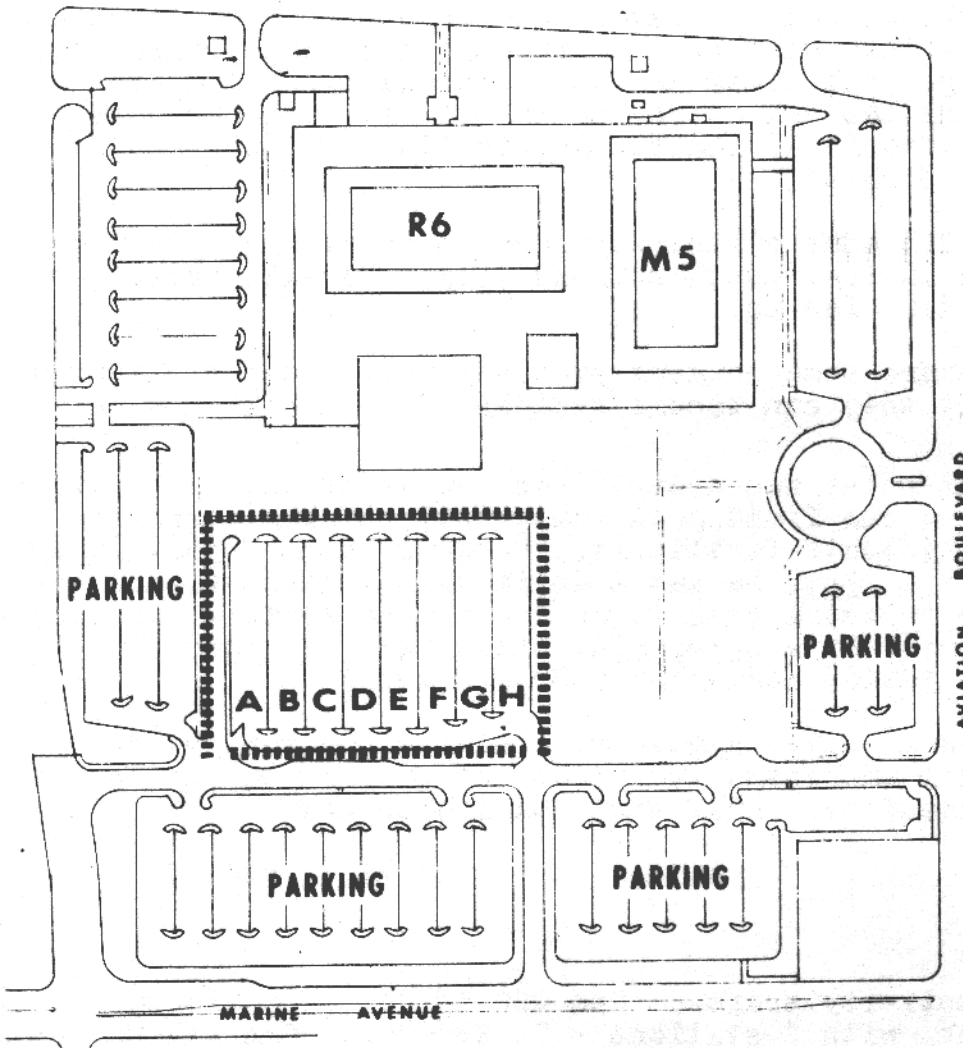 R6
M5
BOULEVARD
AVIATION
PARKING
PARKING
A B C D E F G H
PARKING
PARKING
MARINE AVENUE